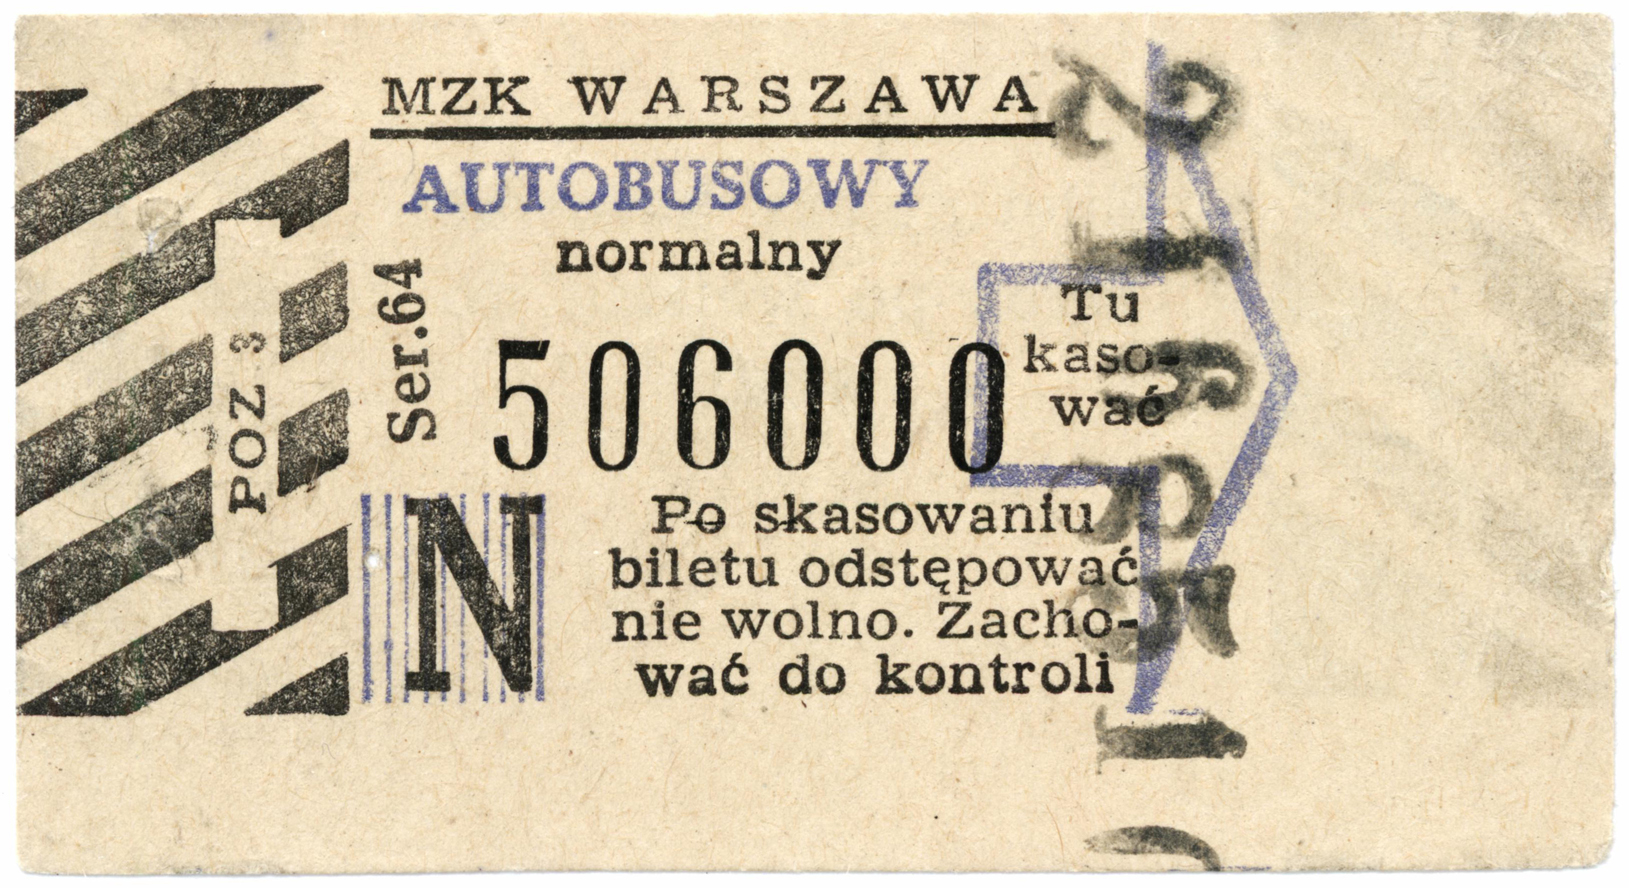 MZK WARSZAWA
AUTOBUSOWY
normalny
POZ 3
Ser.64
506000
Tu
kaso-
wać
N
Po skasowaniu
biletu odstępować
nie wolno. Zacho-
wać do kontroli